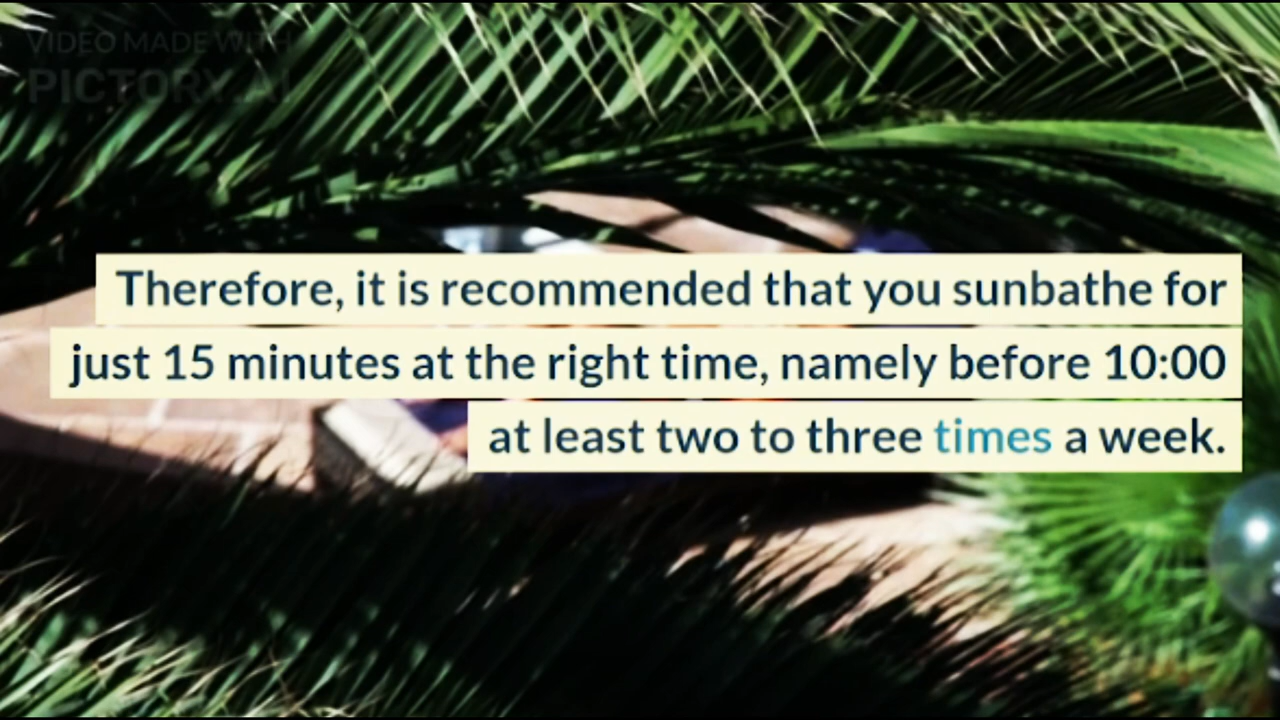 VIDEO MADE WITH
PICTORY.AI
Therefore, it is recommended that you sunbathe for
just 15 minutes at the right time, namely before 10:00
at least two to three times a week.